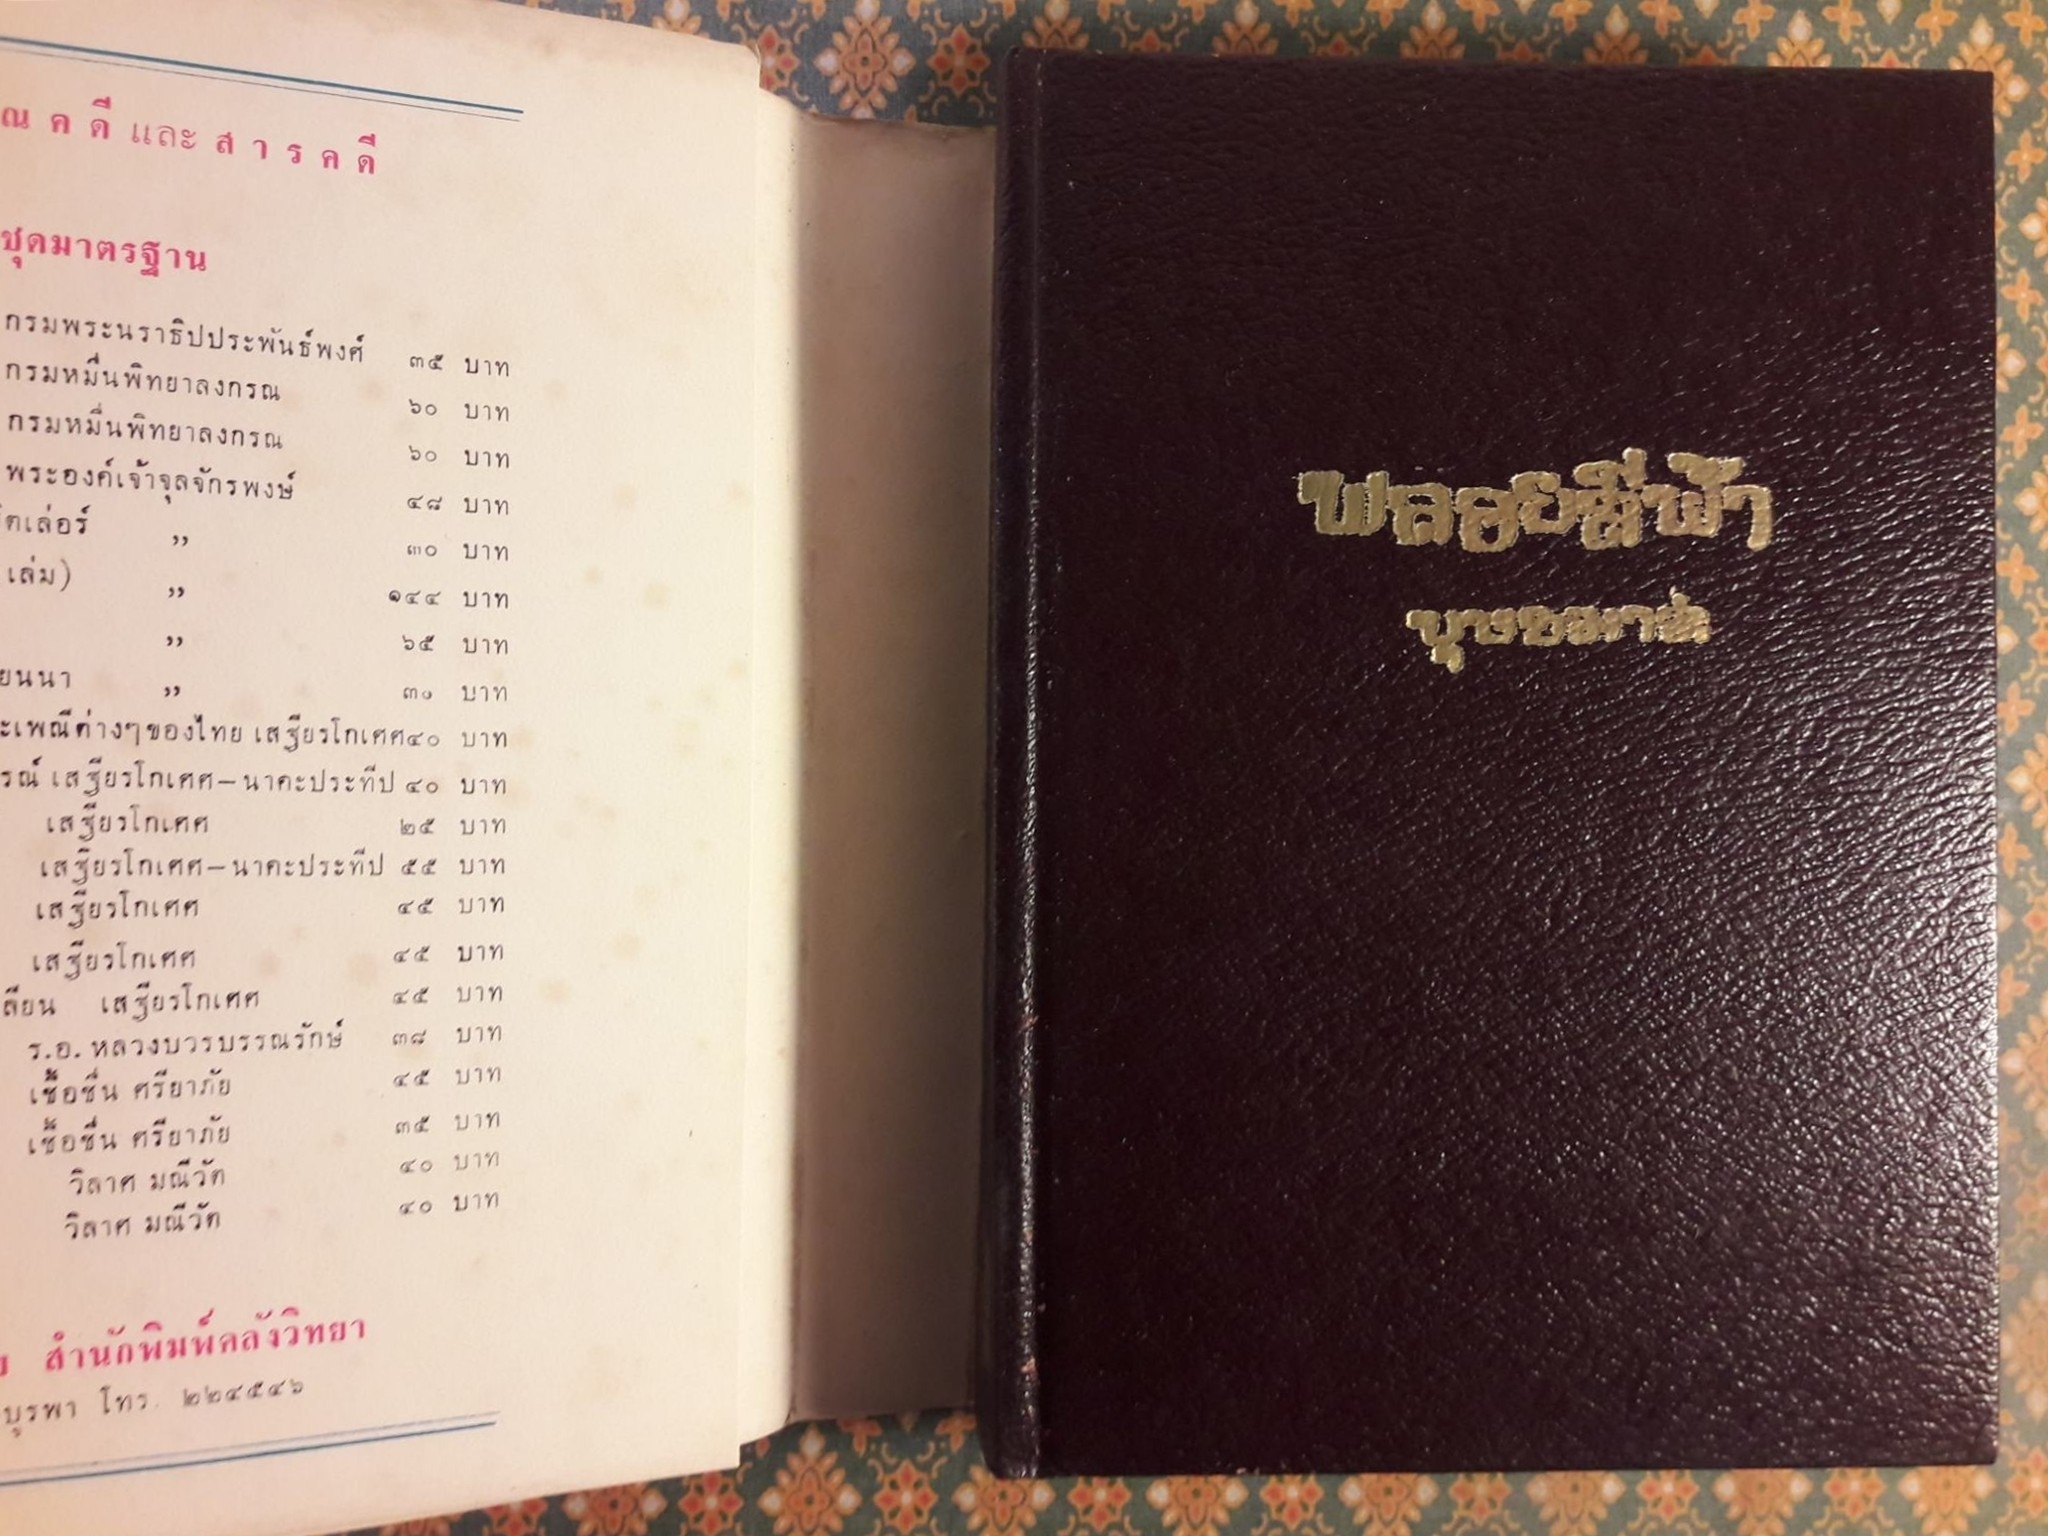 ณคดีและสารคดี
ชุดมาตรฐาน
กรมพระนราธิปประพันธ์พงศ์ ๓๕ บาท
กรมหมื่นพิทยาลงกรณ ๖๐ บาท
กรมหมื่นพิทยาลงกรณ ๖๐ บาท
พระองค์เจ้าจุลจักรพงษ์ ๔๘ บาท
ตเล่อร์ ,, ๓๐ บาท
เล่ม) ,, ๑๔๔ บาท
,, ๖๕ บาท
ยนนา ,, ๓๐ บาท
ะเพณีต่างๆของไทย เสฐียรโกเศศ ๔๐ บาท
รณ์ เสฐียรโกเศศ–นาคะประทีป ๔๐ บาท
เสฐียรโกเศศ ๒๕ บาท
เสฐียรโกเศศ–นาคะประทีป ๕๕ บาท
เสฐียรโกเศศ ๔๕ บาท
เสฐียรโกเศศ ๔๕ บาท
ลียน เสฐียรโกเศศ ๔๕ บาท
ร.อ. หลวงบวรบรรณรักษ์ ๓๘ บาท
เชื้อชื่น ศรียาภัย ๔๕ บาท
เชื้อชื่น ศรียาภัย ๓๕ บาท
วิลาศ มณีวัต ๔๐ บาท
วิลาศ มณีวัต ๔๐ บาท
ย สำนักพิมพ์คลังวิทยา
บูรพา โทร. ๒๒๔๕๔๖
พลอยสีฟ้า